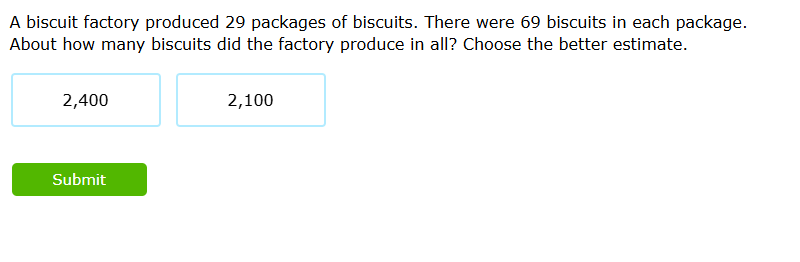 A biscuit factory produced 29 packages of biscuits. There were 69 biscuits in each package.
About how many biscuits did the factory produce in all? Choose the better estimate.
2,400
2,100
Submit